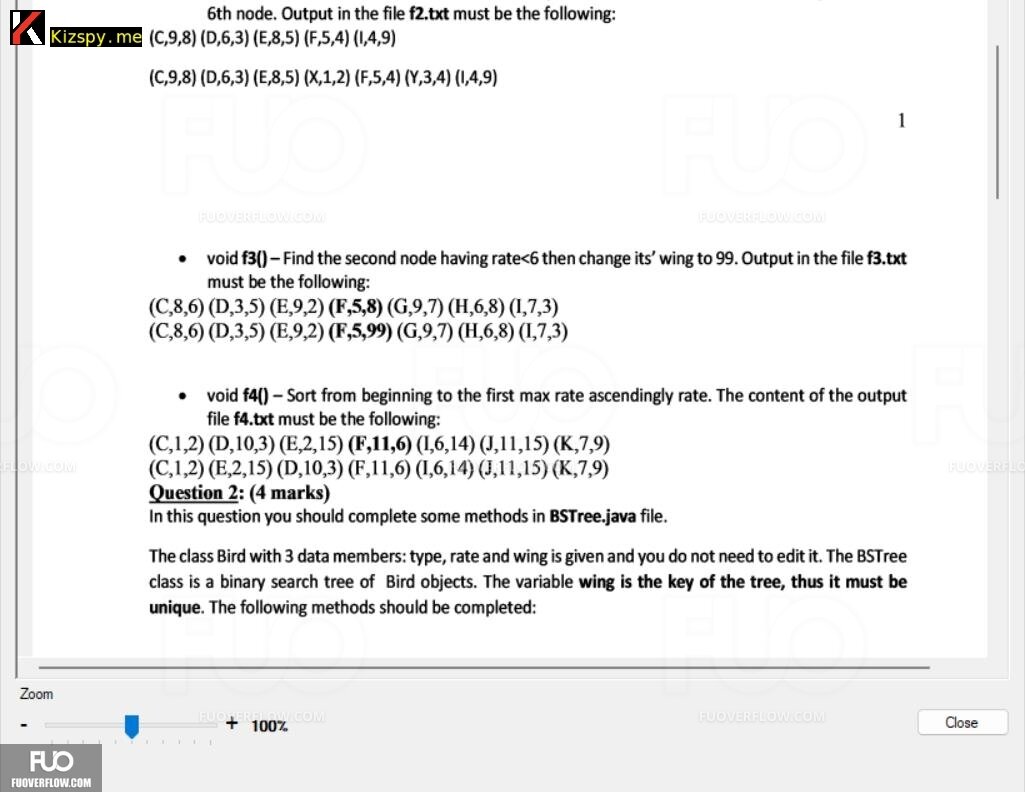 6th node. Output in the file f2.txt must be the following:
Kizspy.me
(C,9,8) (D,6,3) (E,8,5) (F,5,4) (I,4,9)
(C,9,8) (D,6,3) (E,8,5) (X,1,2) (F,5,4) (Y,3,4) (I,4,9)
1
FUO
FUO
FUOVERFLOW.COM
FUOVERFLOW.COM
• void f3() – Find the second node having rate<6 then change its' wing to 99. Output in the file f3.txt
must be the following:
(C,8,6) (D,3,5) (E,9,2) (F,5,8) (G,9,7) (H,6,8) (I,7,3)
(C,8,6) (D,3,5) (E,9,2) (F,5,99) (G,9,7) (H,6,8) (I,7,3)
• void f4() – Sort from beginning to the first max rate ascendingly rate. The content of the output
file f4.txt must be the following:
(C,1,2) (D,10,3) (E,2,15) (F,11,6) (I,6,14) (J,11,15) (K,7,9)
(C,1,2) (E,2,15) (D,10,3) (F,11,6) (I,6,14) (J,11,15) (K,7,9)
FLOW.COM
FUOVERFLO
Question 2: (4 marks)
In this question you should complete some methods in BSTree.java file.
The class Bird with 3 data members: type, rate and wing is given and you do not need to edit it. The BSTree
class is a binary search tree of Bird objects. The variable wing is the key of the tree, thus it must be
unique. The following methods should be completed:
Zoom
- + 100%
FUOVERFLOW.COM
FUOVERFLOW.COM
Close
FUO
FUOVERFLOW.COM